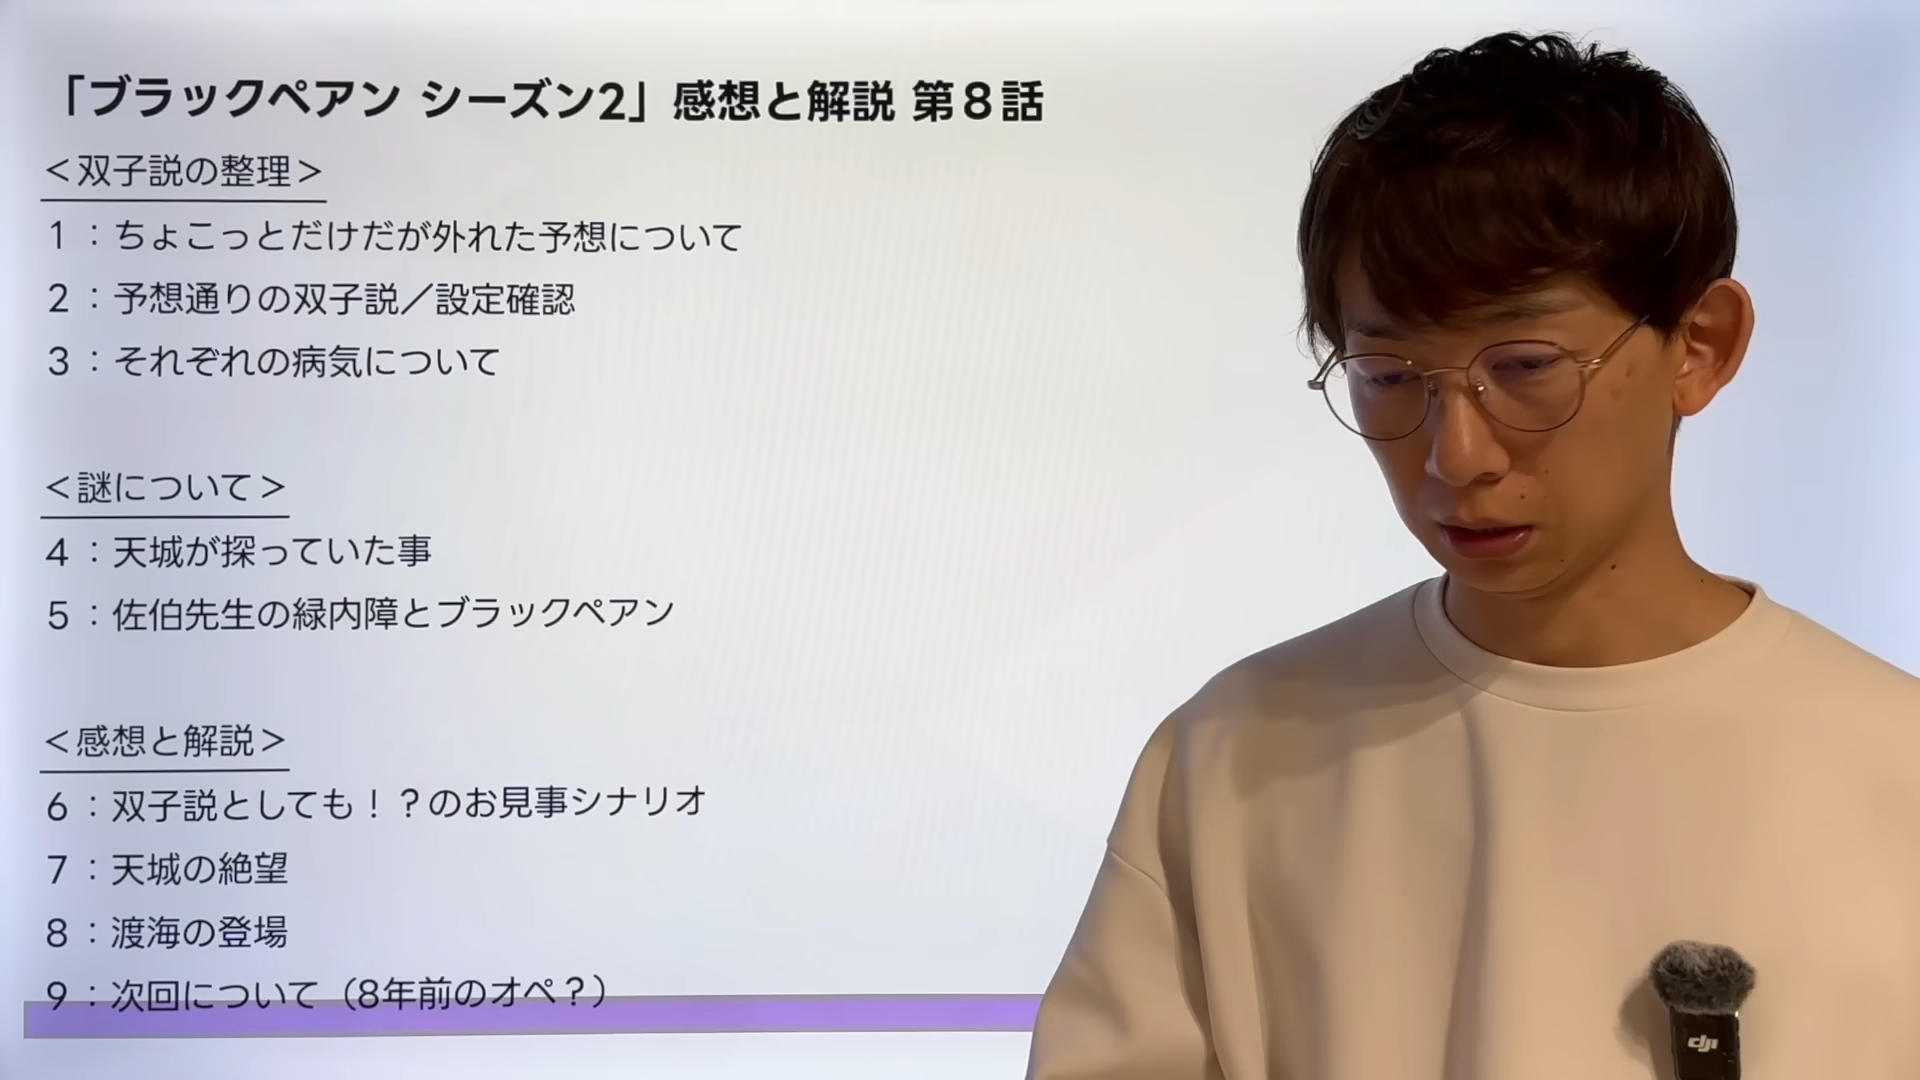 「ブラックペアン シーズン2」感想と解説 第8話
＜双子説の整理＞
1：ちょこっとだけだが外れた予想について
2：予想通りの双子説／設定確認
3：それぞれの病気について
＜謎について＞
4：天城が探っていた事
5：佐伯先生の緑内障とブラックペアン
＜感想と解説＞
6：双子説としても！？のお見事シナリオ
7：天城の絶望
8：渡海の登場
9：次回について（8年前のオペ？）
dji